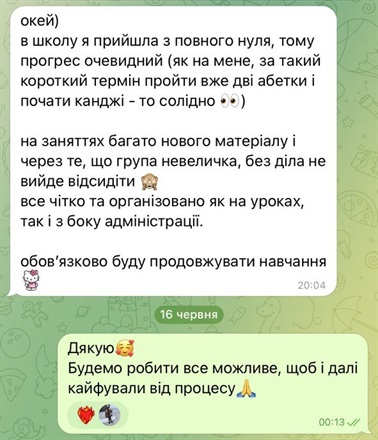 окей)
в школу я прийшла з повного нуля, тому
прогрес очевидний (як на мене, за такий
короткий термін пройти вже дві абетки і
почати канджі - то солідно 👀)
на заняттях багато нового матеріалу і
через те, що група невеличка, без діла не
вийде відсидіти 🙈
все чітко та організовано як на уроках,
так і з боку адміністрації.
обовʼязково буду продовжувати навчання
20:04
16 червня
Дякую🥰
Будемо робити все можливе, щоб і далі
кайфували від процесу🙏
00:13